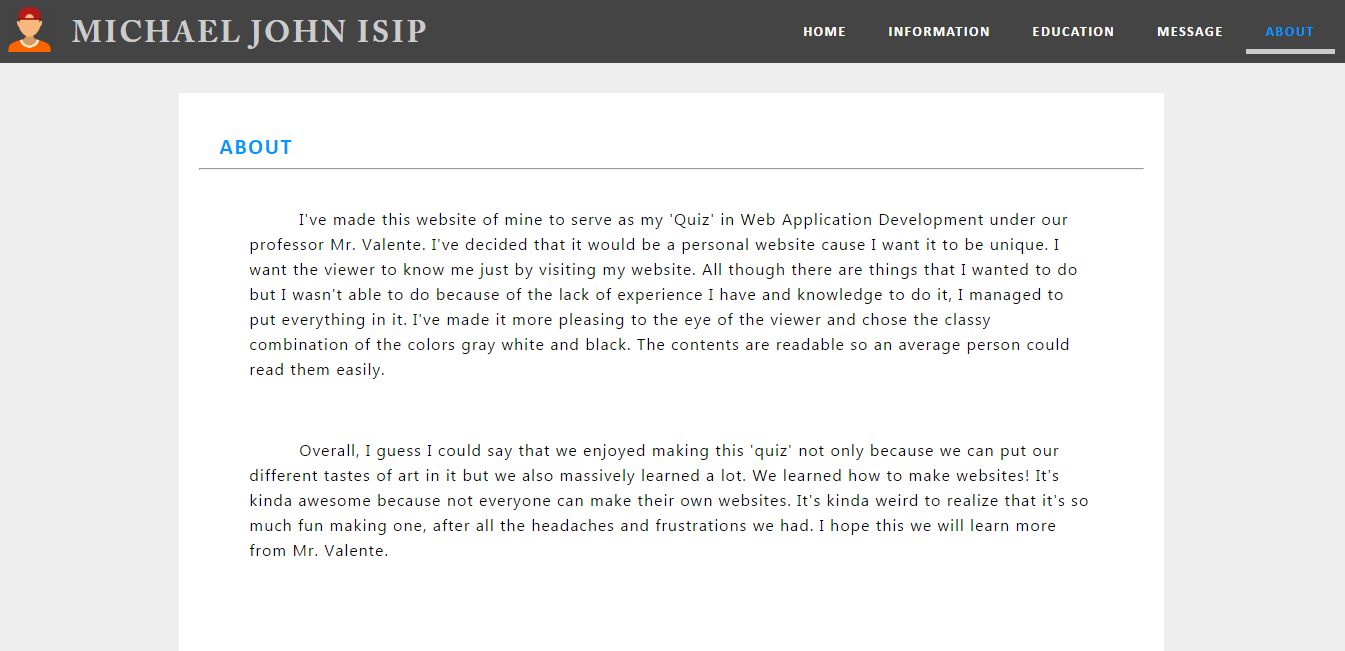 MICHAEL JOHN ISIP
HOME INFORMATION EDUCATION MESSAGE ABOUT
ABOUT
I've made this website of mine to serve as my 'Quiz' in Web Application Development under our
professor Mr. Valente. I've decided that it would be a personal website cause I want it to be unique. I
want the viewer to know me just by visiting my website. All though there are things that I wanted to do
but I wasn't able to do because of the lack of experience I have and knowledge to do it, I managed to
put everything in it. I've made it more pleasing to the eye of the viewer and chose the classy
combination of the colors gray white and black. The contents are readable so an average person could
read them easily.
Overall, I guess I could say that we enjoyed making this 'quiz' not only because we can put our
different tastes of art in it but we also massively learned a lot. We learned how to make websites! It's
kinda awesome because not everyone can make their own websites. It's kinda weird to realize that it's so
much fun making one, after all the headaches and frustrations we had. I hope this we will learn more
from Mr. Valente.